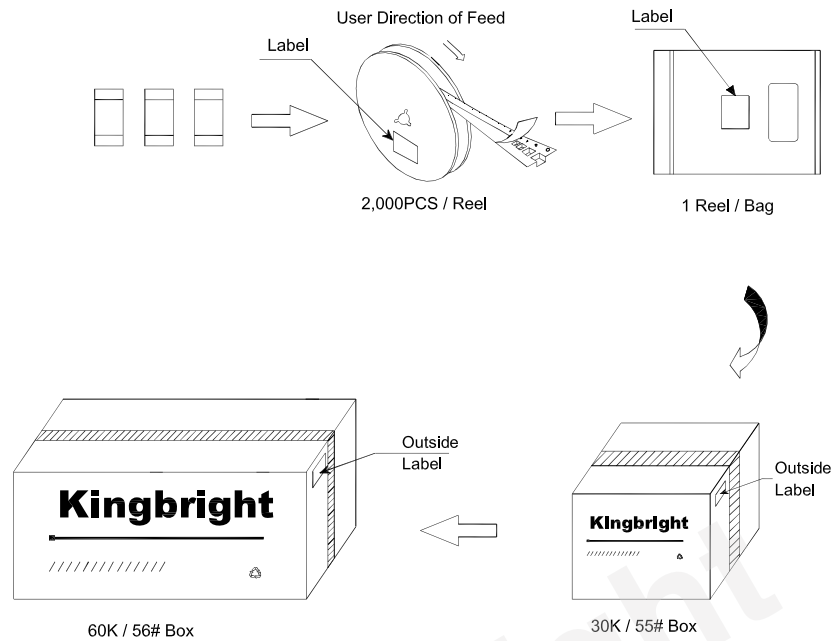 User Direction of Feed
Label
Label
2,000PCS / Reel
1 Reel / Bag
Outside
Label
Kingbright
60K / 56# Box
Outside
Label
Kingbright
30K / 55# Box